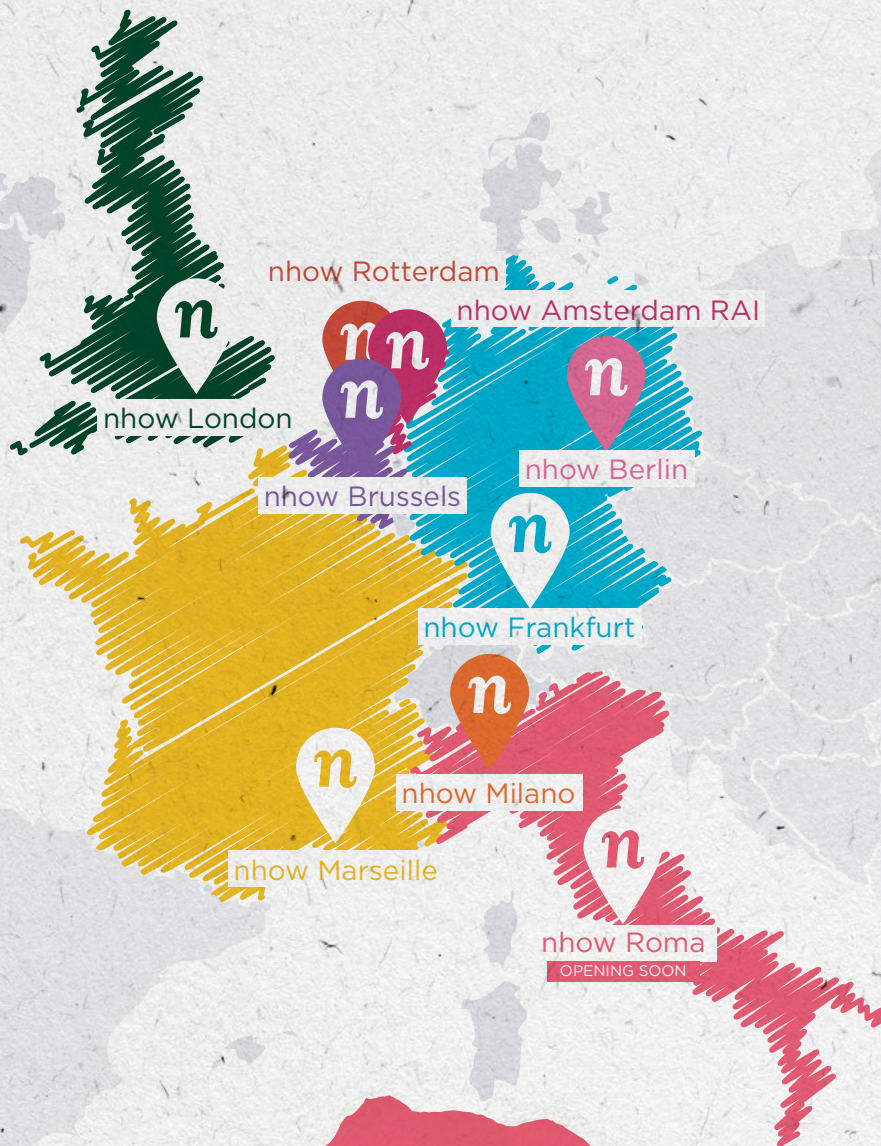 nhow Rotterdam
nhow Amsterdam RAI
n
n
n
n
n
nhow London
nhow Berlin
nhow Brussels
n
nhow Frankfurt
n
n
nhow Milano
n
nhow Marseille
nhow Roma
OPENING SOON